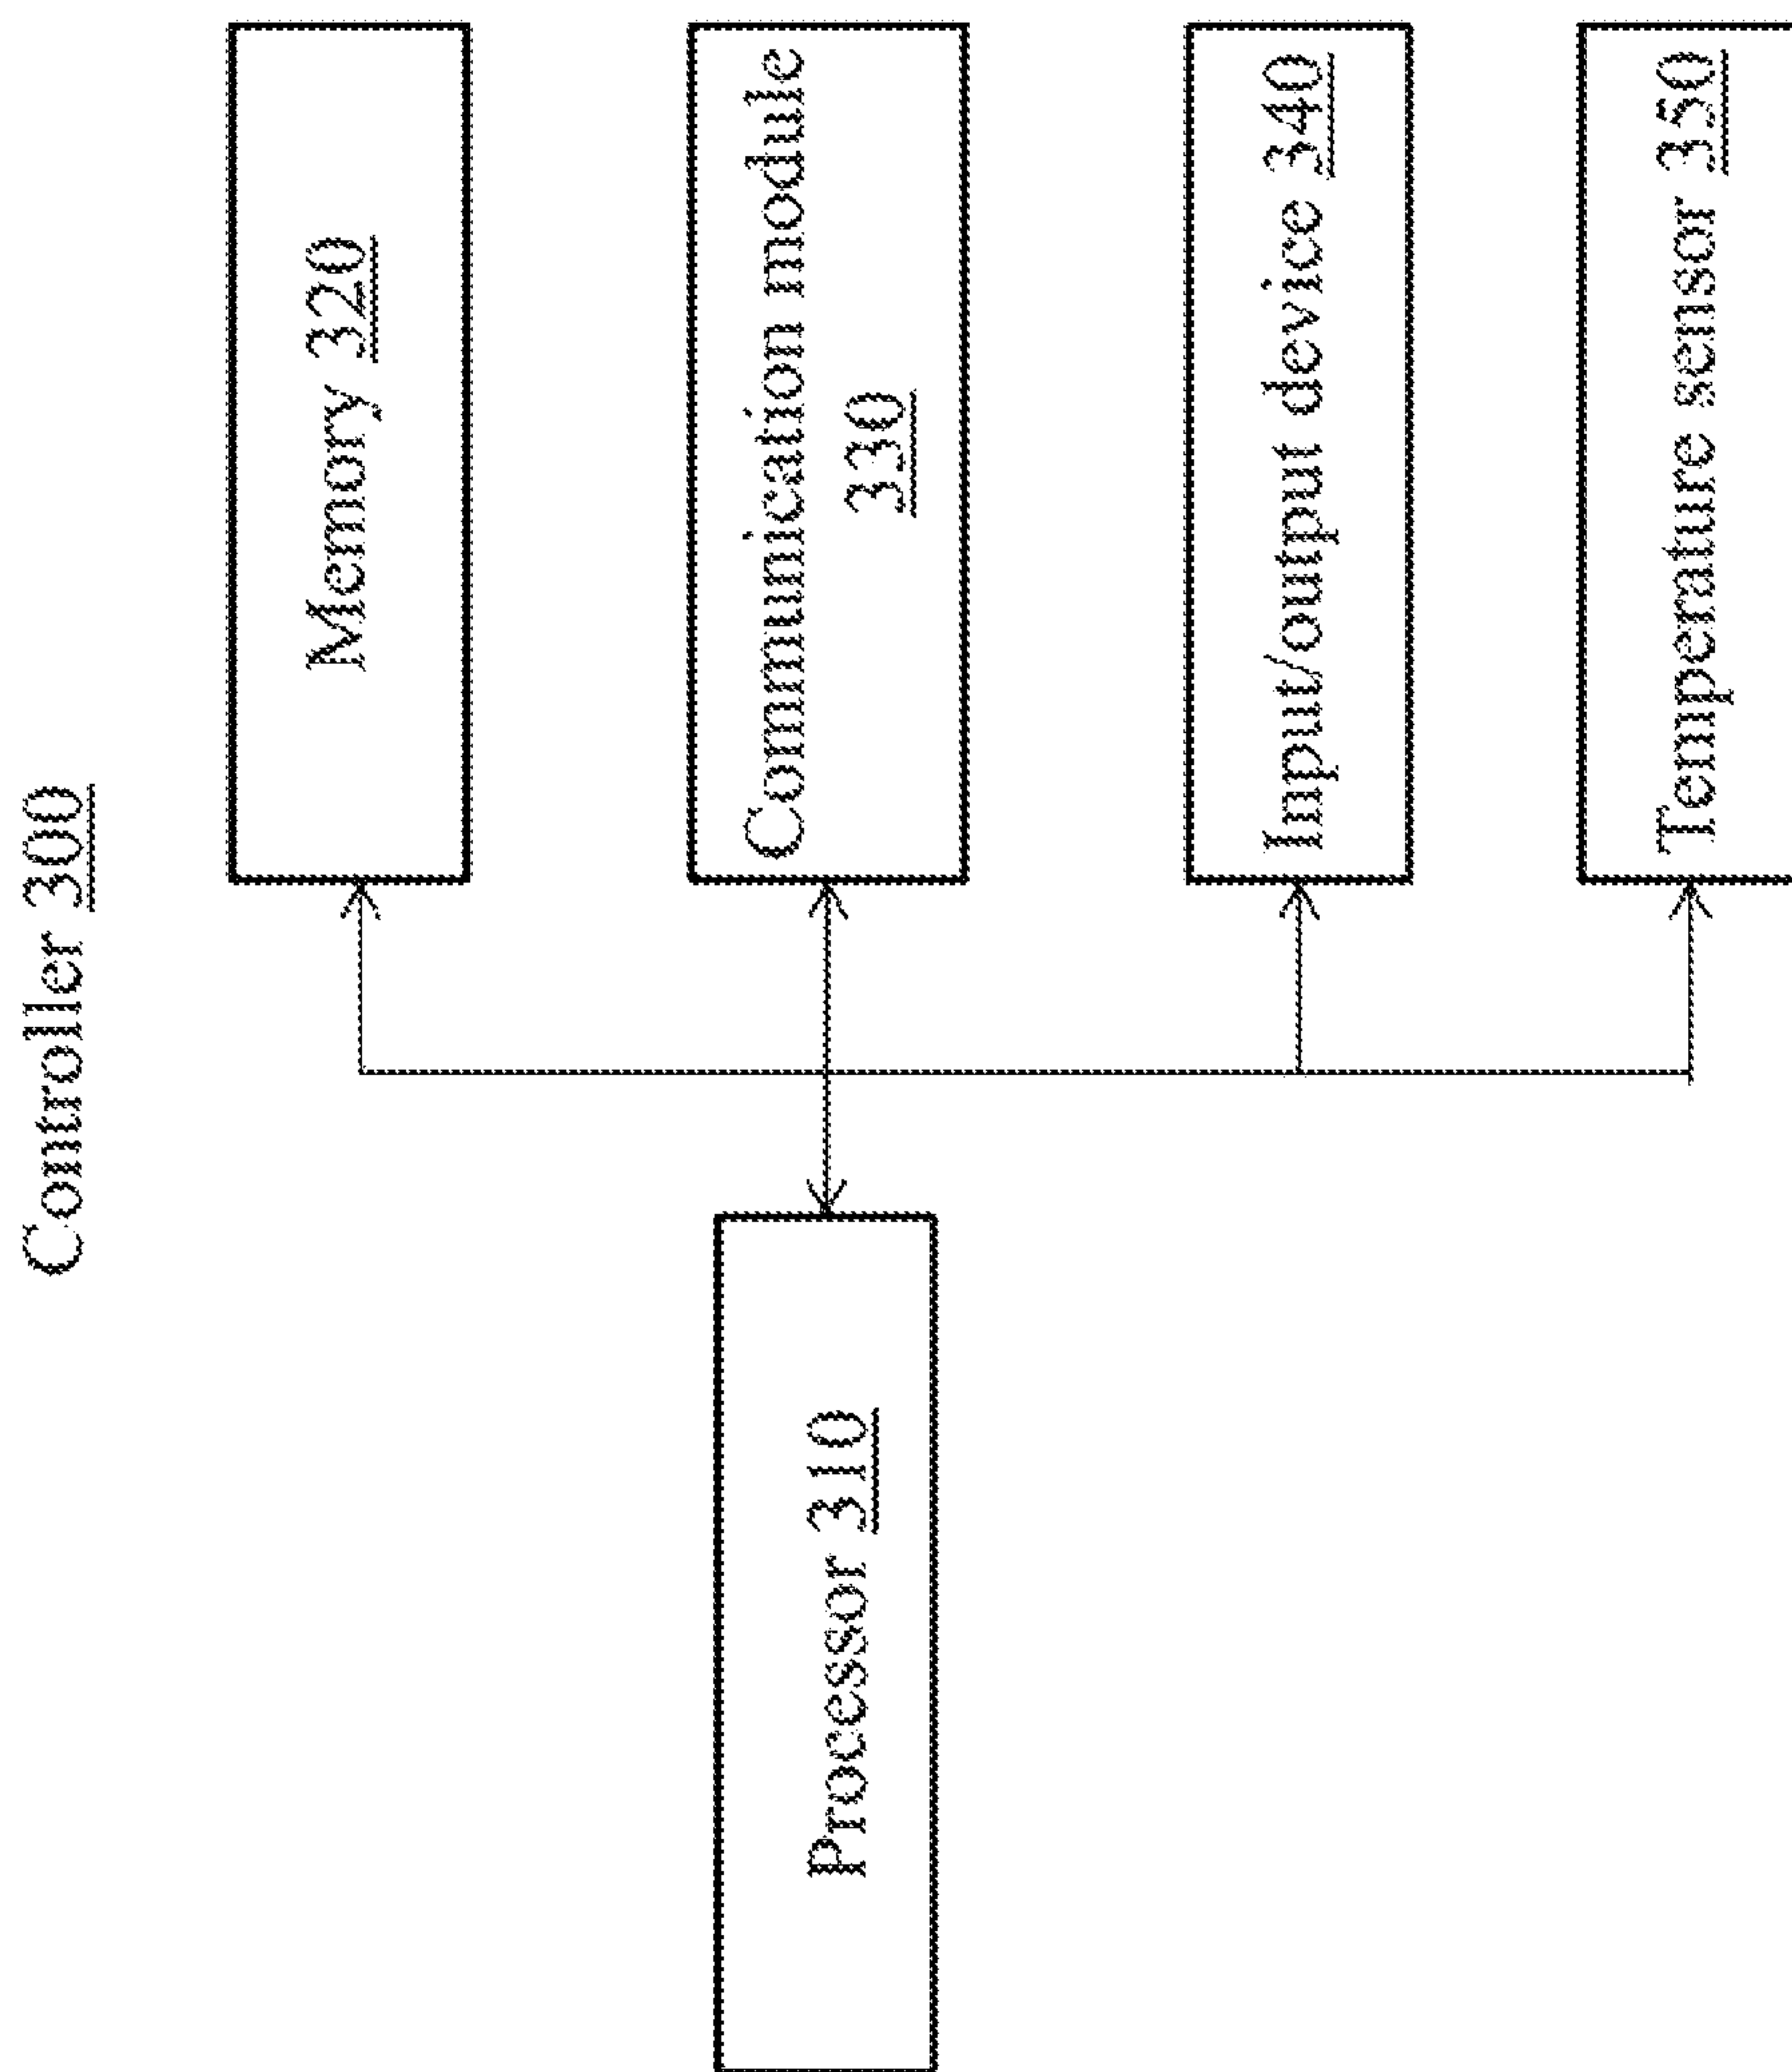 Controller 300
Processor 310
Memory 320
Communication module
330
Input/output device 340
Temperature sensor 350